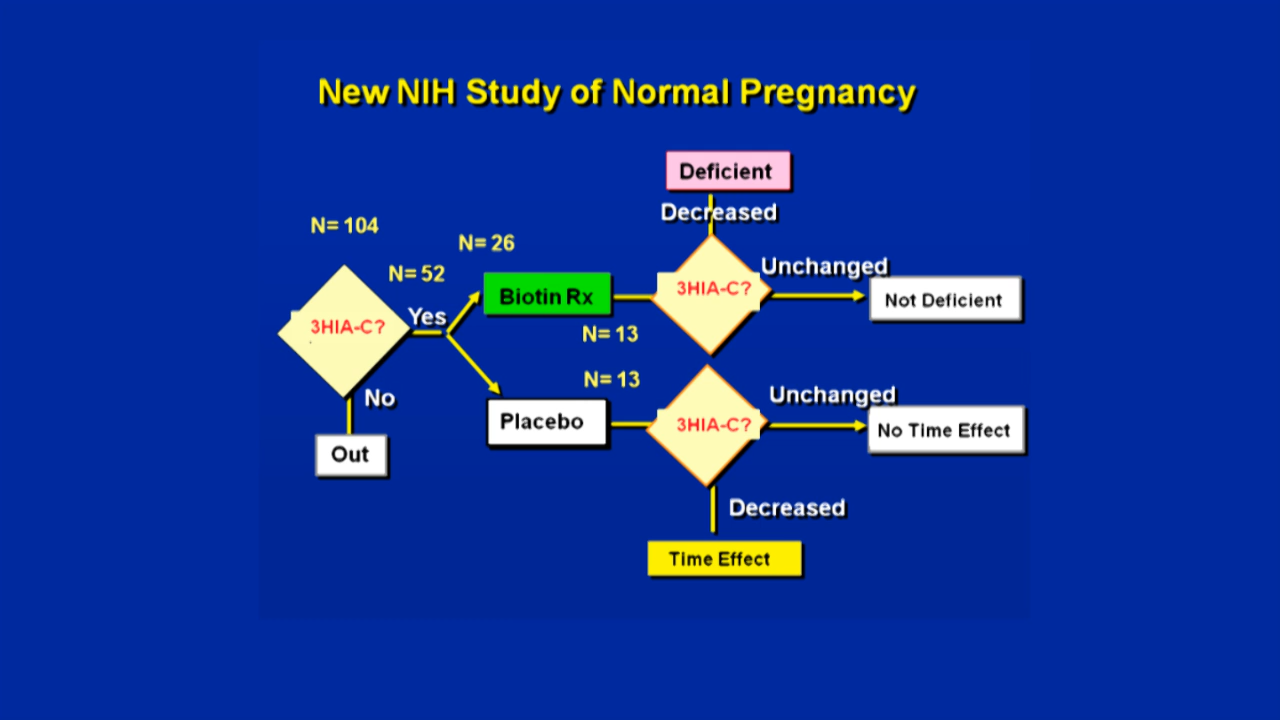 New NIH Study of Normal Pregnancy
Deficient
Decreased
N= 104
N= 26
N= 52
Unchanged
3HIA-C?
Biotin Rx
Not Deficient
3HIA-C?
Yes
N= 13
N= 13
No
Unchanged
Placebo
3HIA-C?
No Time Effect
Out
Decreased
Time Effect